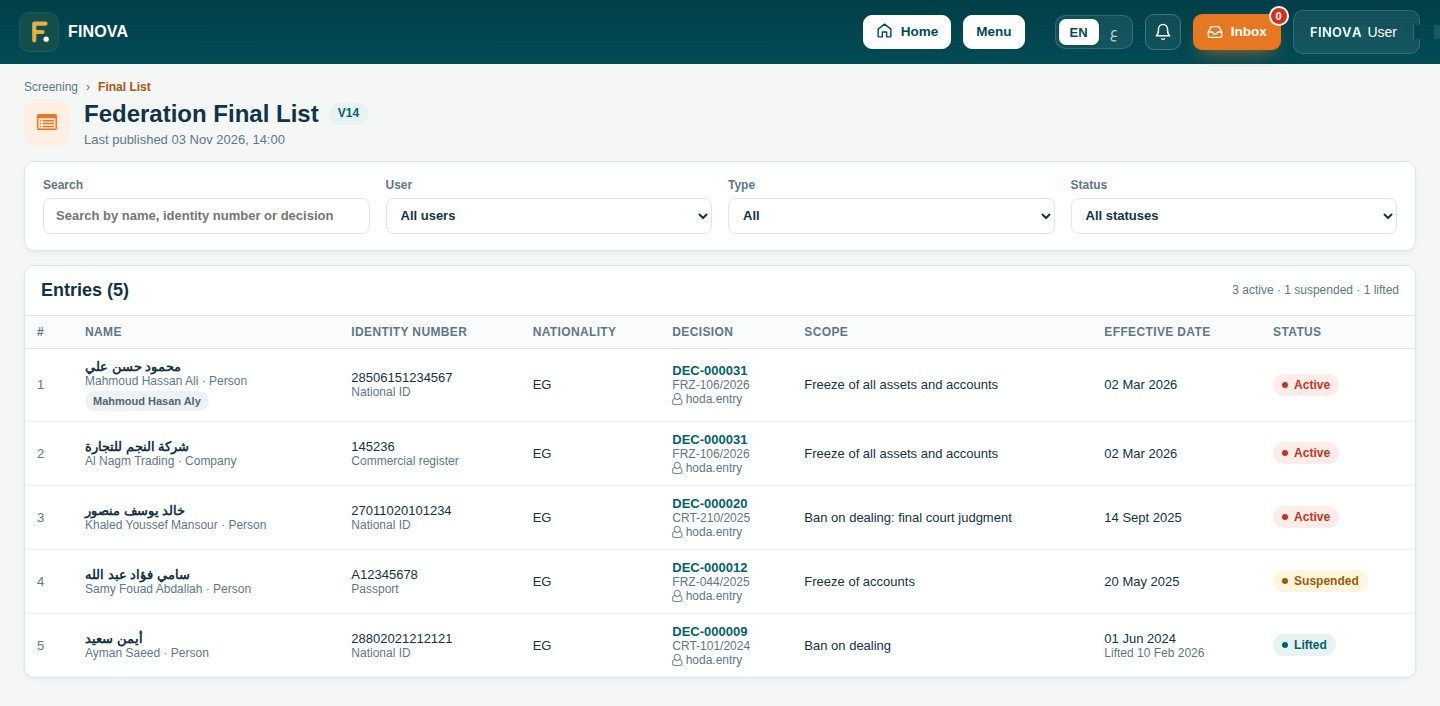 FINOVA
Home
Menu
EN
ع
Inbox
0
FINOVA User
Screening › Final List
Federation Final List V14
Last published 03 Nov 2026, 14:00
Search User Type Status
Search by name, identity number or decision All users All All statuses
Entries (5) 3 active · 1 suspended · 1 lifted
# NAME IDENTITY NUMBER NATIONALITY DECISION SCOPE EFFECTIVE DATE STATUS
1
محمود حسن علي
Mahmoud Hassan Ali · Person
Mahmoud Hasan Aly
28506151234567
National ID
EG
DEC-000031
FRZ-106/2026
hoda.entry
Freeze of all assets and accounts
02 Mar 2026
Active
2
شركة النجم للتجارة
Al Nagm Trading · Company
145236
Commercial register
EG
DEC-000031
FRZ-106/2026
hoda.entry
Freeze of all assets and accounts
02 Mar 2026
Active
3
خالد يوسف منصور
Khaled Youssef Mansour · Person
27011020101234
National ID
EG
DEC-000020
CRT-210/2025
hoda.entry
Ban on dealing: final court judgment
14 Sept 2025
Active
4
سامي فؤاد عبد الله
Samy Fouad Abdallah · Person
A12345678
Passport
EG
DEC-000012
FRZ-044/2025
hoda.entry
Freeze of accounts
20 May 2025
Suspended
5
أيمن سعيد
Ayman Saeed · Person
28802021212121
National ID
EG
DEC-000009
CRT-101/2024
hoda.entry
Ban on dealing
01 Jun 2024
Lifted 10 Feb 2026
Lifted